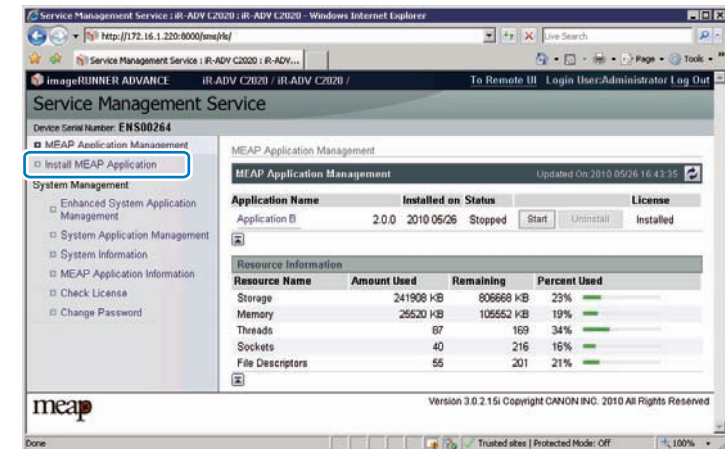 Service Management Service : iR-ADV C2020 : iR-ADV C2020 - Windows Internet Explorer
http://172.16.1.220:8000/sms/rls/
Live Search
Service Management Service : iR-ADV C2020 : iR-ADV...
Page
Tools
imageRUNNER ADVANCE iR-ADV C2020 / iR-ADV C2020 / To Remote UI Login User:Administrator Log Out
Service Management Service
Device Serial Number: ENS00264
MEAP Application Management
Install MEAP Application
System Management
Enhanced System Application
Management
System Application Management
System Information
MEAP Application Information
Check License
Change Password
MEAP Application Management
MEAP Application Management Updated On:2010 05/26 16:43:35
Application Name Installed on Status License
Application B 2.0.0 2010 05/26 Stopped Start Uninstall Installed
Resource Information
Resource Name Amount Used Remaining Percent Used
Storage 241908 KB 806668 KB 23%
Memory 25520 KB 105552 KB 19%
Threads 87 169 34%
Sockets 40 216 16%
File Descriptors 55 201 21%
meap
Version 3.0.2.15i Copyright CANON INC. 2010 All Rights Reserved
Done Trusted sites | Protected Mode: Off 100%